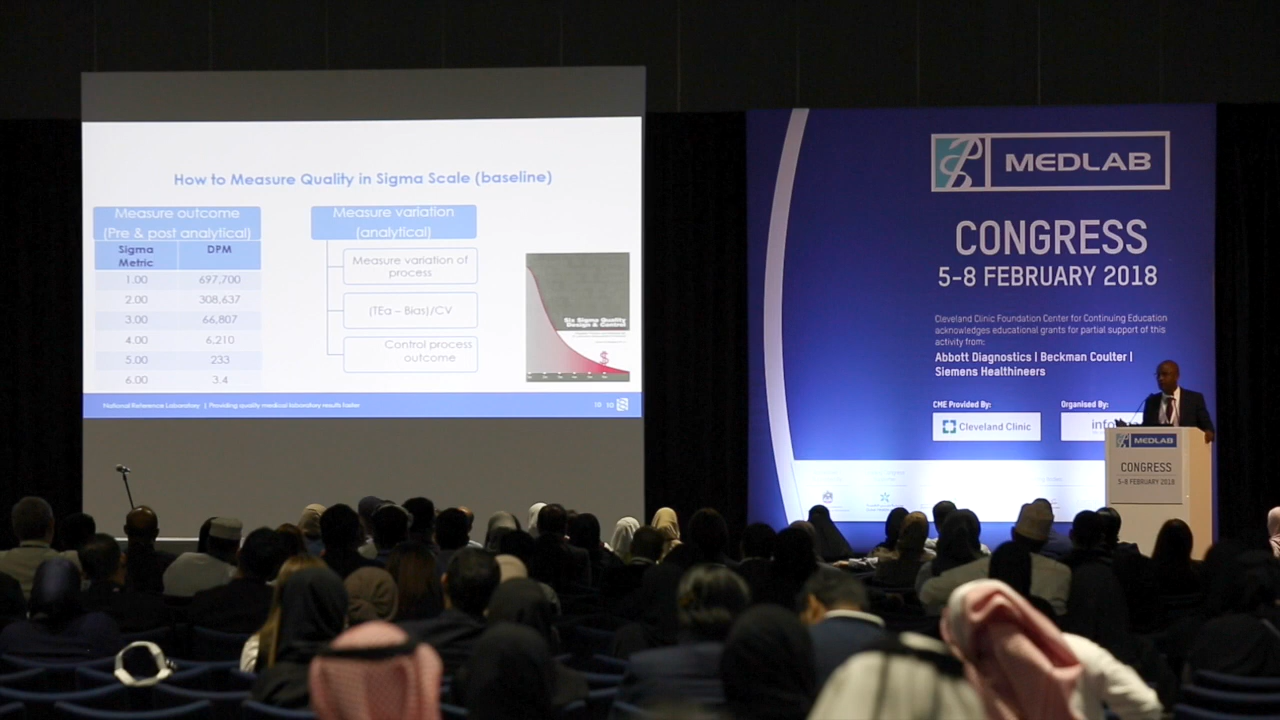 How to Measure Quality in Sigma Scale (baseline)
Measure outcome
(Pre & post analytical)
Sigma Metric DPM
1.00 697,700
2.00 308,637
3.00 66,807
4.00 6,210
5.00 233
6.00 3.4
Measure variation
(analytical)
Measure variation of
process
(TEa – Bias)/CV
Control process
outcome
Six Sigma Quality
Design & Control
$
National Reference Laboratory | Providing quality medical laboratory results faster
10 10
MEDLAB
CONGRESS
5-8 FEBRUARY 2018
Cleveland Clinic Foundation Center for Continuing Education
acknowledges educational grants for partial support of this
activity from:
Abbott Diagnostics | Beckman Coulter |
Siemens Healthineers
CME Provided By:
Cleveland Clinic
Organised By:
MEDLAB
CONGRESS
5-8 FEBRUARY 2018